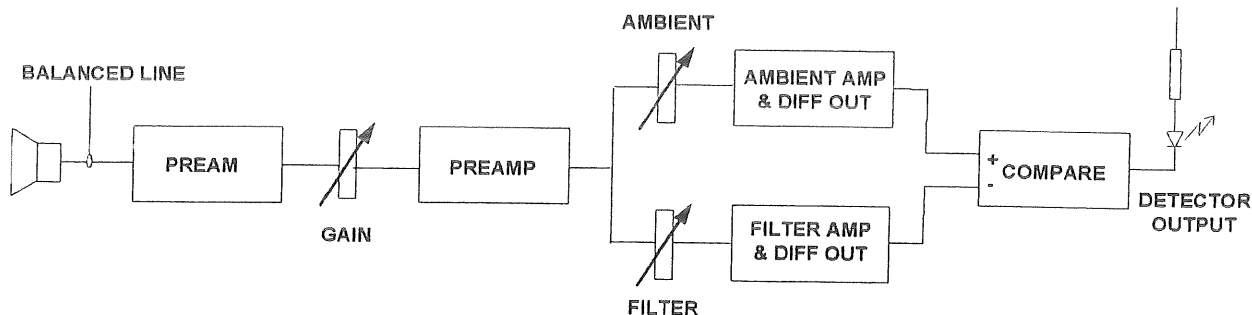 AMBIENT
BALANCED LINE
AMBIENT AMP
& DIFF OUT
PREAM
PREAMP
+
-
COMPARE
GAIN
FILTER AMP
& DIFF OUT
DETECTOR
OUTPUT
FILTER